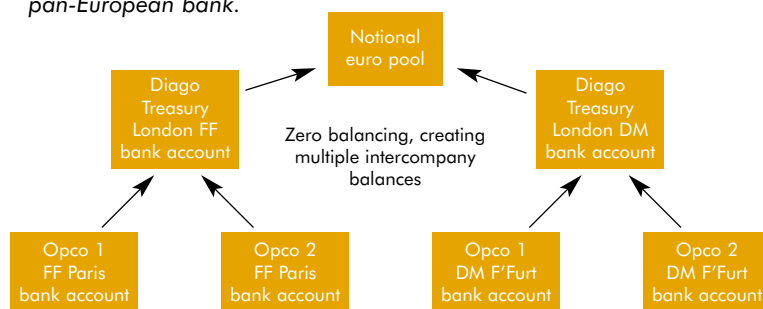 pan-European bank.
Notional
euro pool
Diago
Treasury
London FF
bank account
Diago
Treasury
London DM
bank account
Zero balancing, creating
multiple intercompany
balances
Opco 1
FF Paris
bank account
Opco 2
FF Paris
bank account
Opco 1
DM F'Furt
bank account
Opco 2
DM F'Furt
bank account